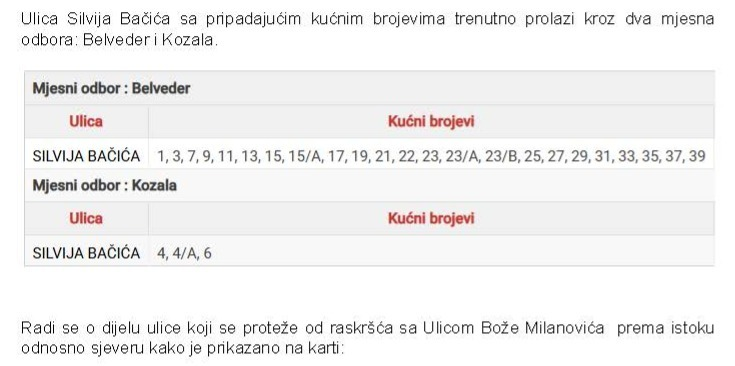 Ulica Silvija Bačića sa pripadajućim kućnim brojevima trenutno prolazi kroz dva mjesna
odbora: Belveder i Kozala.
Mjesni odbor : Belveder
Ulica Kućni brojevi
SILVIJA BAČIĆA 1, 3, 7, 9, 11, 13, 15, 15/A, 17, 19, 21, 22, 23, 23/A, 23/B, 25, 27, 29, 31, 33, 35, 37, 39
Mjesni odbor : Kozala
Ulica Kućni brojevi
SILVIJA BAČIĆA 4, 4/A, 6
Radi se o dijelu ulice koji se proteže od raskršća sa Ulicom Bože Milanovića prema istoku
odnosno sjeveru kako je prikazano na karti: